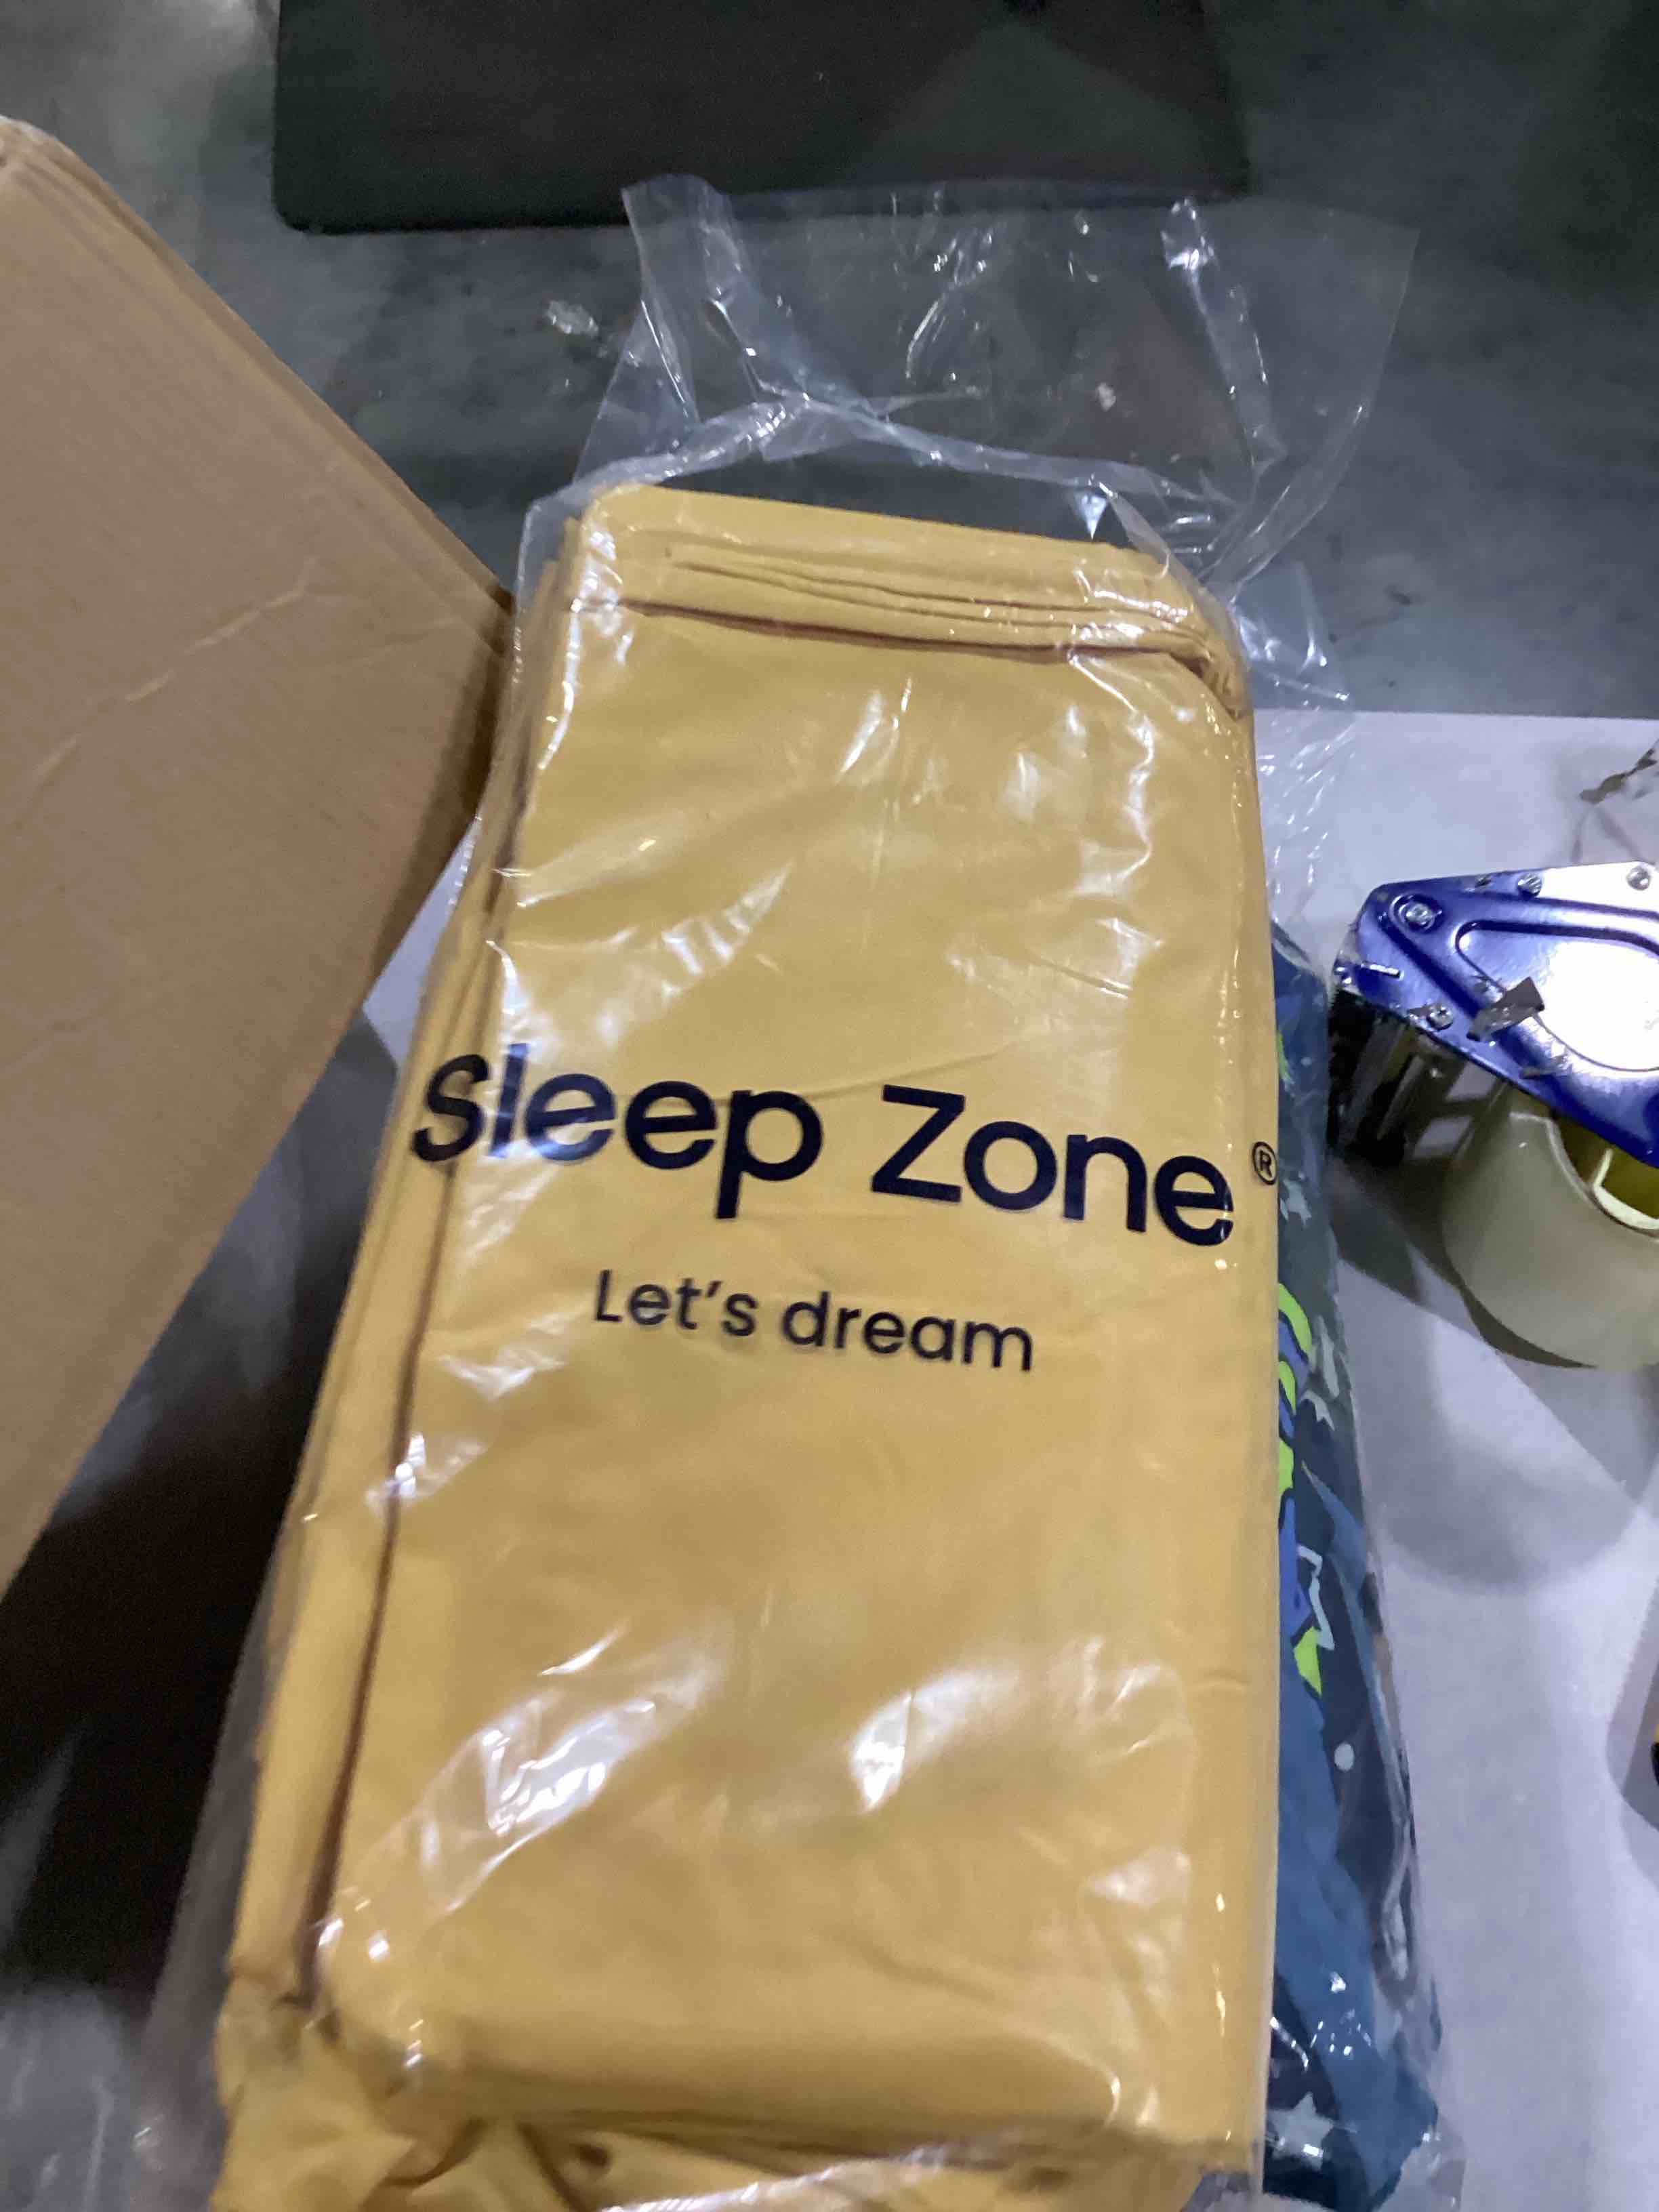 Sleep Zone ®
Let's dream